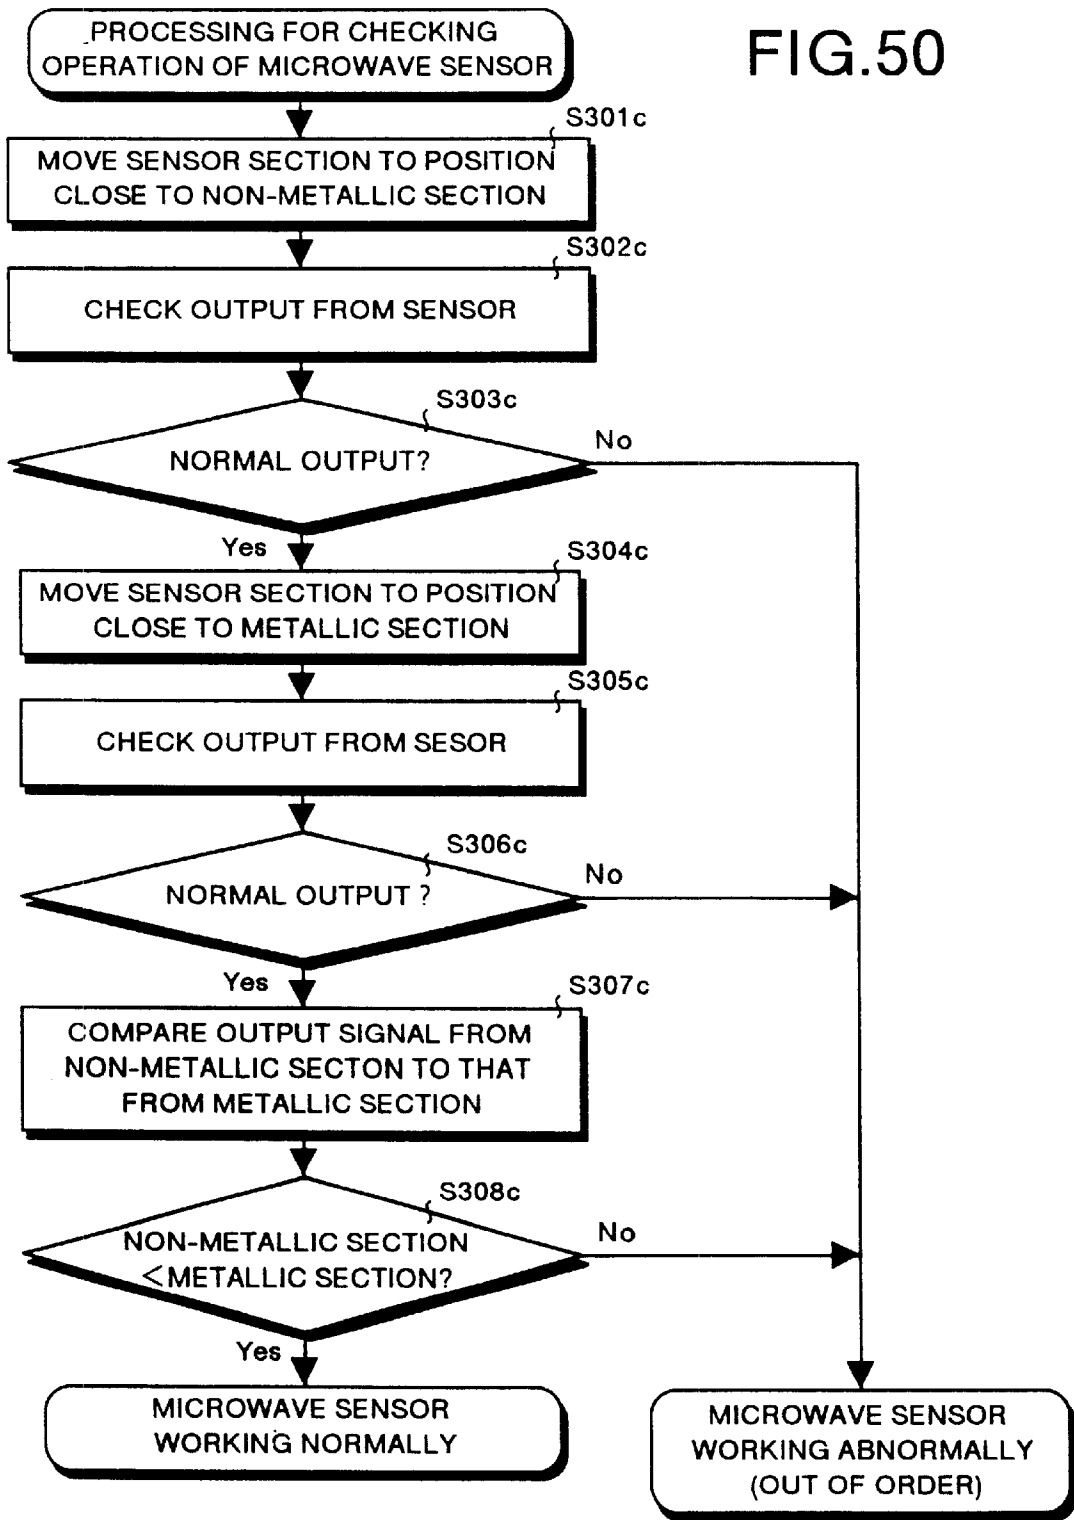 PROCESSING FOR CHECKING
OPERATION OF MICROWAVE SENSOR
FIG.50
S301c
MOVE SENSOR SECTION TO POSITION
CLOSE TO NON-METALLIC SECTION
S302c
CHECK OUTPUT FROM SENSOR
S303c
NORMAL OUTPUT?
No
Yes
S304c
MOVE SENSOR SECTION TO POSITION
CLOSE TO METALLIC SECTION
S305c
CHECK OUTPUT FROM SESOR
S306c
NORMAL OUTPUT ?
No
Yes
S307c
COMPARE OUTPUT SIGNAL FROM
NON-METALLIC SECTON TO THAT
FROM METALLIC SECTION
S308c
NON-METALLIC SECTION
<METALLIC SECTION?
No
Yes
MICROWAVE SENSOR
WORKING NORMALLY
MICROWAVE SENSOR
WORKING ABNORMALLY
(OUT OF ORDER)